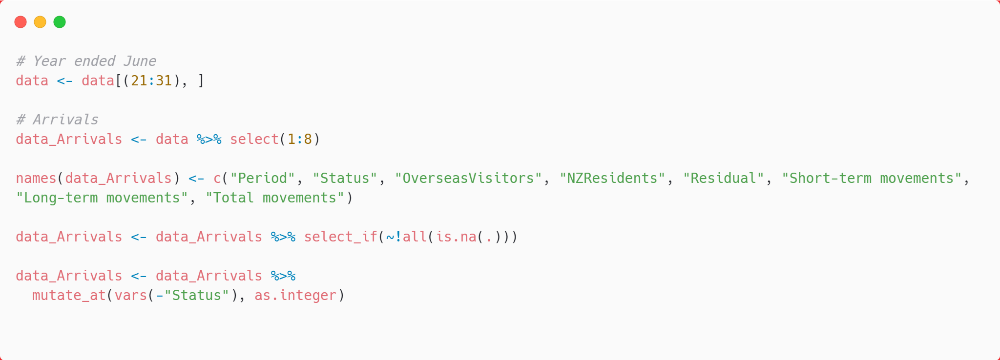 # Year ended June
data <- data[(21:31), ]
# Arrivals
data_Arrivals <- data %>% select(1:8)
names(data_Arrivals) <- c("Period", "Status", "OverseasVisitors", "NZResidents", "Residual", "Short-term movements",
"Long-term movements", "Total movements")
data_Arrivals <- data_Arrivals %>% select_if(~!all(is.na(.)))
data_Arrivals <- data_Arrivals %>%
  mutate_at(vars(-"Status"), as.integer)